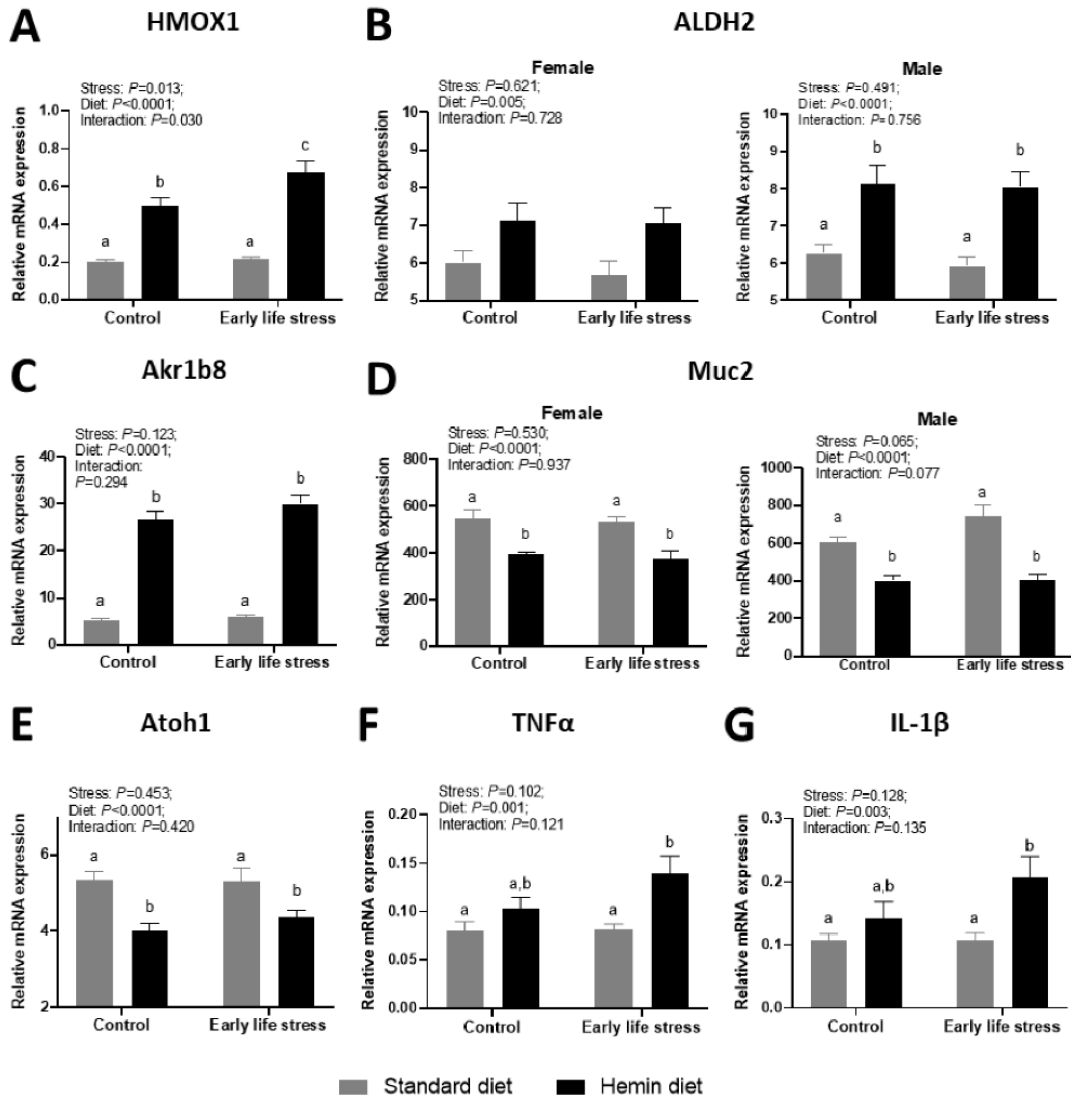 A
HMOX1
Stress: P=0.013;
Diet: P<0.0001;
Interaction: P=0.030
Relative mRNA expression
1.0
0.8
0.6
0.4
0.2
0.0
a
b
a
c
Control
Early life stress
B
ALDH2
Female
Stress: P=0.621;
Diet: P=0.005;
Interaction: P=0.728
Relative mRNA expression
10
9
8
7
6
5
Control
Early life stress
Male
Stress: P=0.491;
Diet: P<0.0001;
Interaction: P=0.756
Relative mRNA expression
10
9
8
7
6
5
a
b
a
b
Control
Early life stress
C
Akr1b8
Stress: P=0.123;
Diet: P<0.0001;
Interaction:
P=0.294
Relative mRNA expression
40
30
20
10
0
a
b
a
b
Control
Early life stress
D
Muc2
Female
Stress: P=0.530;
Diet: P<0.0001;
Interaction: P=0.937
Relative mRNA expression
800
600
400
200
0
a
b
a
b
Control
Early life stress
Male
Stress: P=0.065;
Diet: P<0.0001;
Interaction: P=0.077
Relative mRNA expression
1000
800
600
400
200
0
a
b
a
b
Control
Early life stress
E
Atoh1
Stress: P=0.453;
Diet: P<0.0001;
Interaction: P=0.420
Relative mRNA expression
6
4
2
a
b
a
b
Control
Early life stress
F
TNFα
Stress: P=0.102;
Diet: P=0.001;
Interaction: P=0.121
Relative mRNA expression
0.20
0.15
0.10
0.05
0.00
a
a,b
a
b
Control
Early life stress
G
IL-1β
Stress: P=0.128;
Diet: P=0.003;
Interaction: P=0.135
Relative mRNA expression
0.3
0.2
0.1
0.0
a
a,b
a
b
Control
Early life stress
Standard diet
Hemin diet